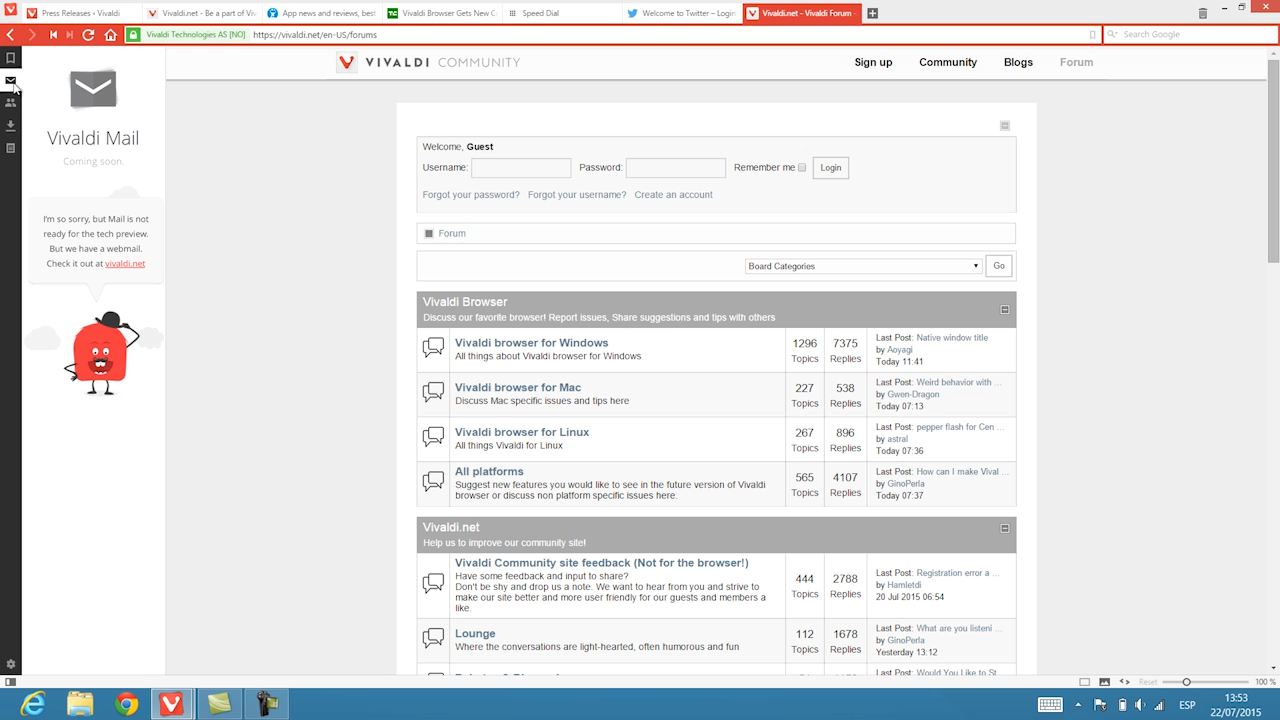 Press Releases • Vivaldi
Vivaldi.net - Be a part of Viv
App news and reviews, best
Vivaldi Browser Gets New C
Speed Dial
Welcome to Twitter – Login
Vivaldi.net - Vivaldi Forum -
Vivaldi Technologies AS [NO]
https://vivaldi.net/en-US/forums
Search Google
VIVALDI COMMUNITY
Sign up
Community
Blogs
Forum
Vivaldi Mail
Coming soon.
I'm so sorry, but Mail is not
ready for the tech preview.
But we have a webmail.
Check it out at vivaldi.net
Welcome, Guest
Username:
Password:
Remember me
Login
Forgot your password?
Forgot your username?
Create an account
Forum
Board Categories
Go
Vivaldi Browser
Discuss our favorite browser! Report issues, Share suggestions and tips with others
Vivaldi browser for Windows
All things about Vivaldi browser for Windows
1296
Topics
7375
Replies
Last Post: Native window title
by Aoyagi
Today 11:41
Vivaldi browser for Mac
Discuss Mac specific issues and tips here
227
Topics
538
Replies
Last Post: Weird behavior with ...
by Gwen-Dragon
Today 07:13
Vivaldi browser for Linux
All things Vivaldi for Linux
267
Topics
896
Replies
Last Post: pepper flash for Cen ...
by astral
Today 07:36
All platforms
Suggest new features you would like to see in the future version of Vivaldi
browser or discuss non platform specific issues here.
565
Topics
4107
Replies
Last Post: How can I make Vival ...
by GinoPerla
Today 07:37
Vivaldi.net
Help us to improve our community site!
Vivaldi Community site feedback (Not for the browser!)
Have some feedback and input to share?
Don't be shy and drop us a note. We want to hear from you and strive to
make our site better and more user friendly for our guests and members a
like.
444
Topics
2788
Replies
Last Post: Registration error a ...
by Hamletdi
20 Jul 2015 06:54
Lounge
Where the conversations are light-hearted, often humorous and fun
112
Topics
1678
Replies
Last Post: What are you listeni ...
by GinoPerla
Yesterday 13:12
Last Post: Would You Like to St
Reset
100 %
ESP
13:53
22/07/2015